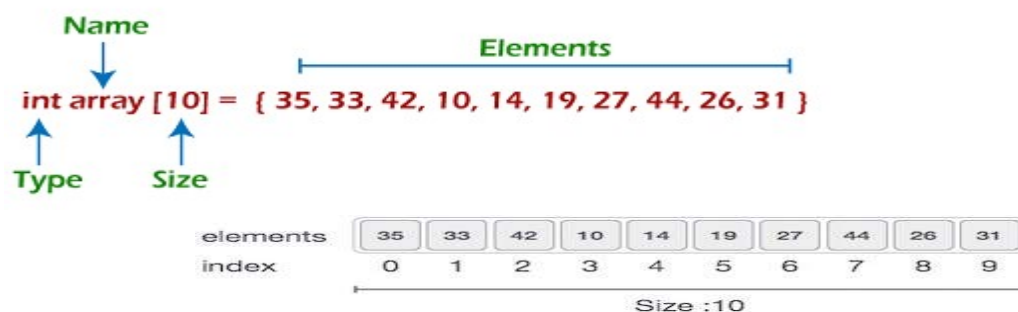 Name
Elements
int array [10] = { 35, 33, 42, 10, 14, 19, 27, 44, 26, 31 }
Type Size
elements 35 33 42 10 14 19 27 44 26 31
index 0 1 2 3 4 5 6 7 8 9
Size :10